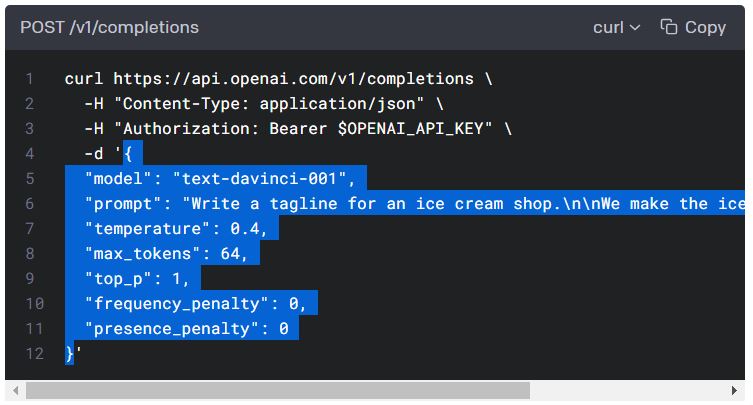 POST /v1/completions curl Copy
1 curl https://api.openai.com/v1/completions \
2 -H "Content-Type: application/json" \
3 -H "Authorization: Bearer $OPENAI_API_KEY" \
4 -d '{
5 "model": "text-davinci-001",
6 "prompt": "Write a tagline for an ice cream shop.\n\nWe make the ice
7 "temperature": 0.4,
8 "max_tokens": 64,
9 "top_p": 1,
10 "frequency_penalty": 0,
11 "presence_penalty": 0
12 }'